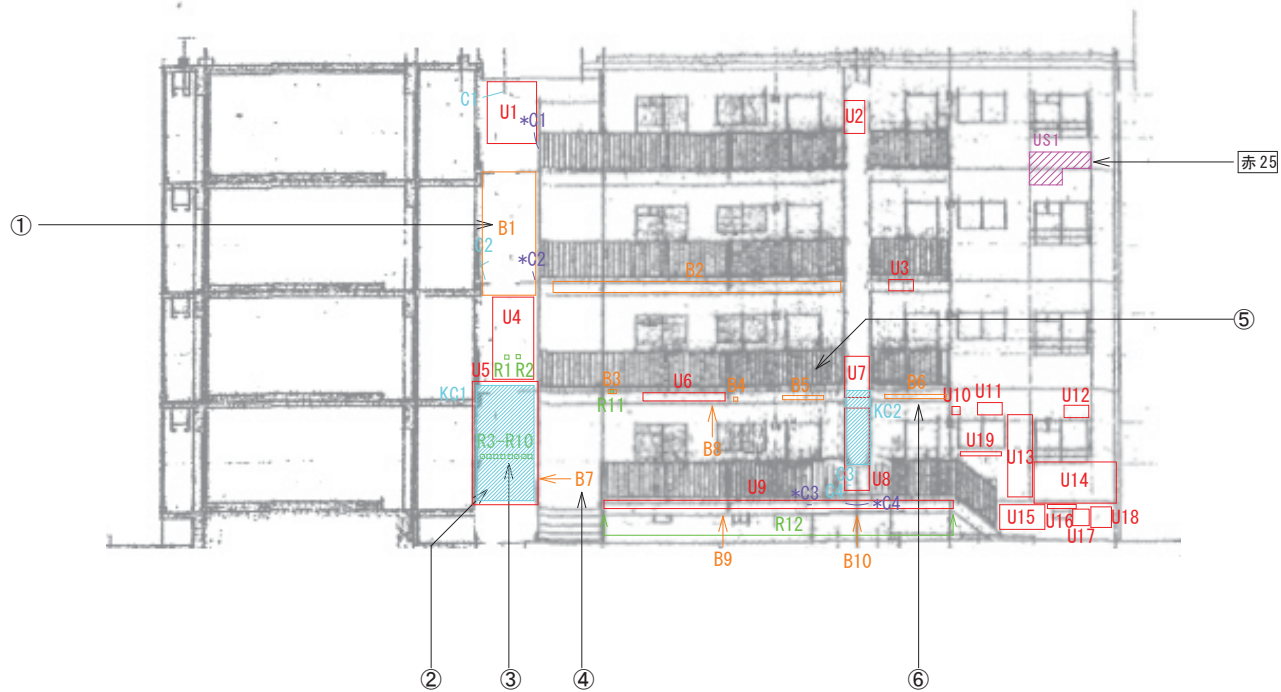 C1
U1
*C1
U2
US1
赤25
①
B1
C2
*C2
B2
U3
U4
⑤
R1 R2
U5
KC1
B3
R11
U6
B4
B5
U7
B6
KC2
B8
U10
U11
U12
U19
U13
R3-R10
B7
C3
U8
U9
*C3
*C4
U14
U15
U16
U17
U18
R12
B9
B10
②
③
④
⑥